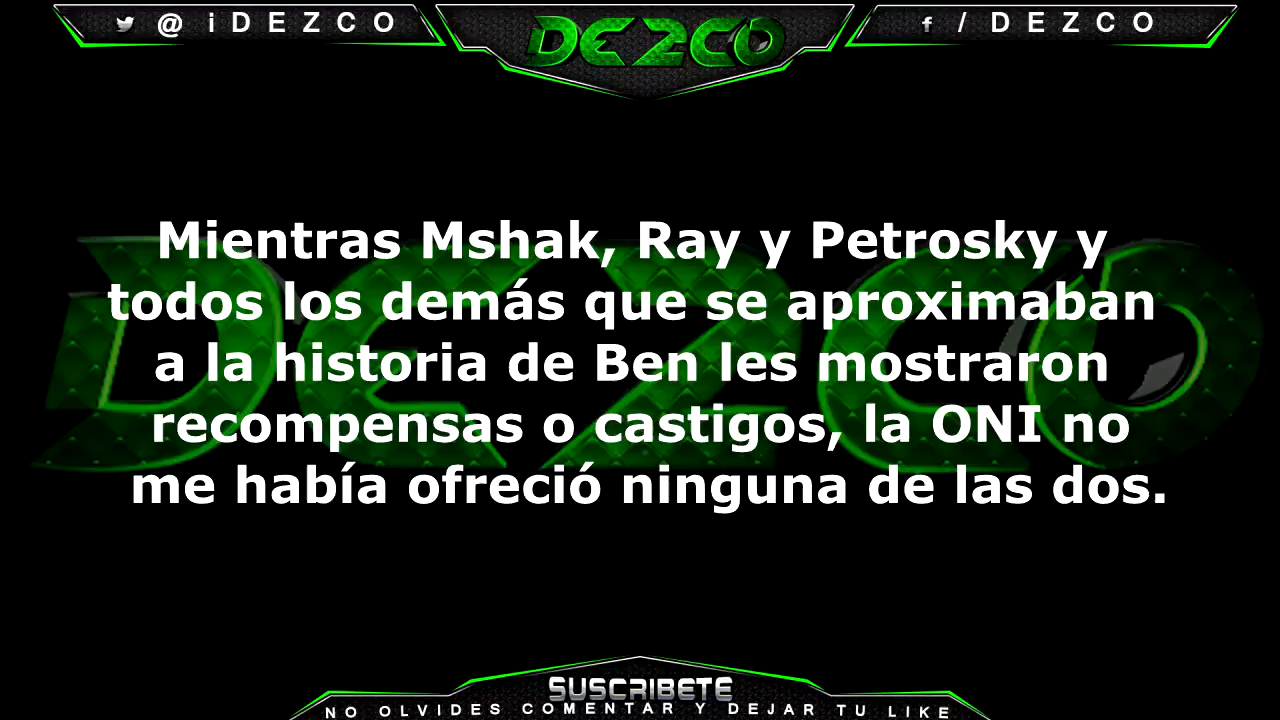 @iDEZCO
DEZCO
/DEZCO
Mientras Mshak, Ray y Petrosky y
todos los demás que se aproximaban
a la historia de Ben les mostraron
recompensas o castigos, la ONI no
me había ofreció ninguna de las dos.
SUSCRIBETE
NO OLVIDES COMENTAR Y DEJAR TU LIKE